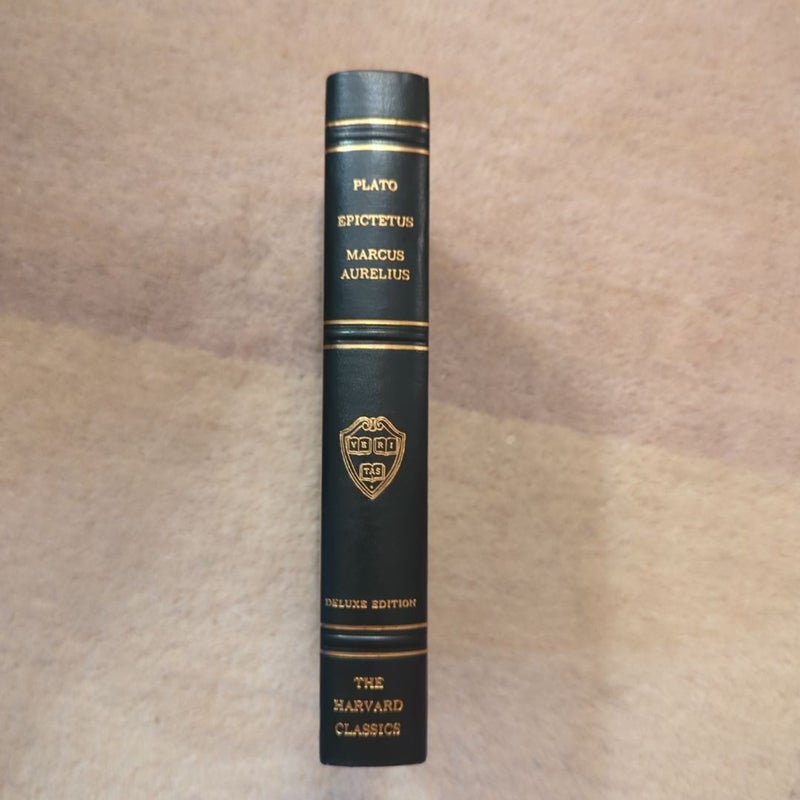 PLATO
EPICTETUS
MARCUS
AURELIUS
VE RI
TAS
DELUXE EDITION
THE
HARVARD
CLASSICS